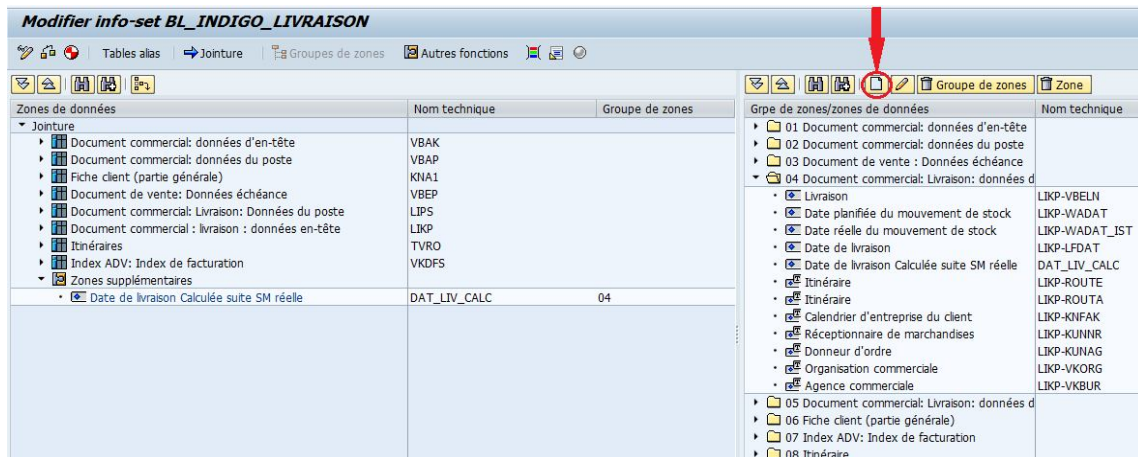 Modifier info-set BL_INDIGO_LIVRAISON
Tables alias Jointure Groupes de zones Autres fonctions
Groupe de zones Zone
Zones de données Nom technique Groupe de zones
Jointure
Document commercial: données d'en-tête VBAK
Document commercial: données du poste VBAP
Fiche client (partie générale) KNA1
Document de vente: Données échéance VBEP
Document commercial: Livraison: Données du poste LIPS
Document commercial : livraison : données en-tête LIKP
Itinéraires TVRO
Index ADV: Index de facturation VKDFS
Zones supplémentaires
Date de livraison Calculée suite SM réelle DAT_LIV_CALC 04
Grpe de zones/zones de données Nom technique
01 Document commercial: données d'en-tête
02 Document commercial: données du poste
03 Document de vente : Données échéance
04 Document commercial: Livraison: données d
Livraison LIKP-VBELN
Date planifiée du mouvement de stock LIKP-WADAT
Date réelle du mouvement de stock LIKP-WADAT_IST
Date de livraison LIKP-LFDAT
Date de livraison Calculée suite SM réelle DAT_LIV_CALC
Itinéraire LIKP-ROUTE
Itinéraire LIKP-ROUTA
Calendrier d'entreprise du client LIKP-KNFAK
Réceptionnaire de marchandises LIKP-KUNNR
Donneur d'ordre LIKP-KUNAG
Organisation commerciale LIKP-VKORG
Agence commerciale LIKP-VKBUR
05 Document commercial: Livraison: données d
06 Fiche client (partie générale)
07 Index ADV: Index de facturation
08 Itinéraire